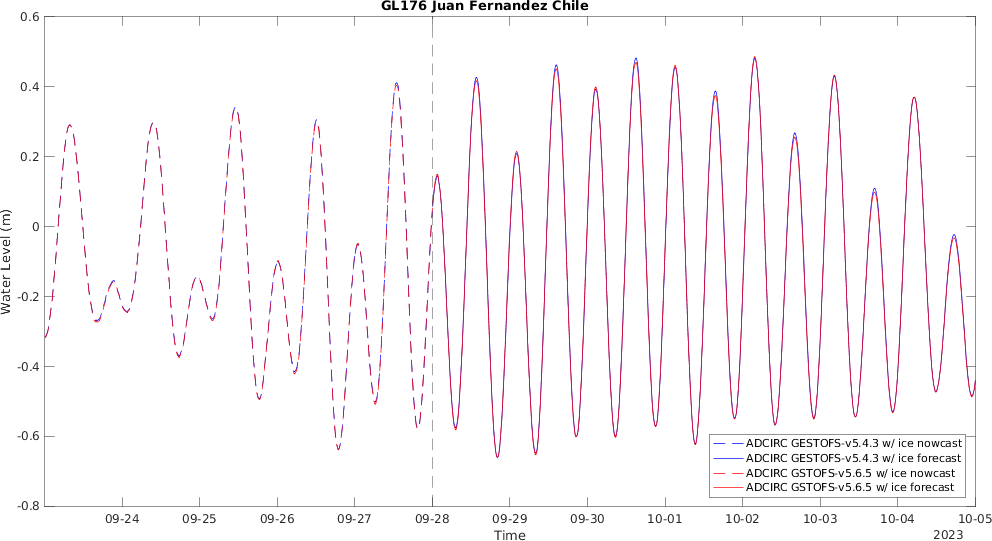 GL176 Juan Fernandez Chile
0.6
0.4
0.2
0
-0.2
-0.4
-0.6
-0.8
Water Level (m)
ADCIRC GESTOFS-v5.4.3 w/ ice nowcast
ADCIRC GESTOFS-v5.4.3 w/ ice forecast
ADCIRC GSTOFS-v5.6.5 w/ ice nowcast
ADCIRC GSTOFS-v5.6.5 w/ ice forecast
09-24 09-25 09-26 09-27 09-28 09-29 09-30 10-01 10-02 10-03 10-04 10-05
Time
2023